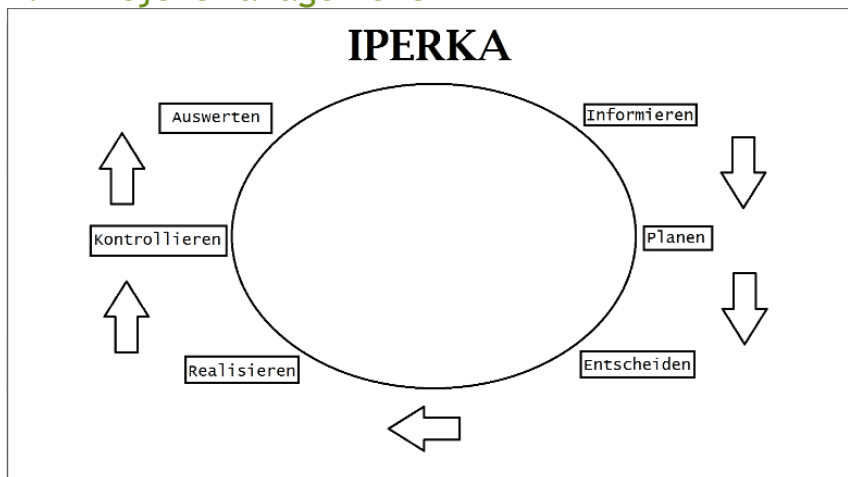 IPERKA
Auswerten
Informieren
Kontrollieren
Planen
Realisieren
Entscheiden